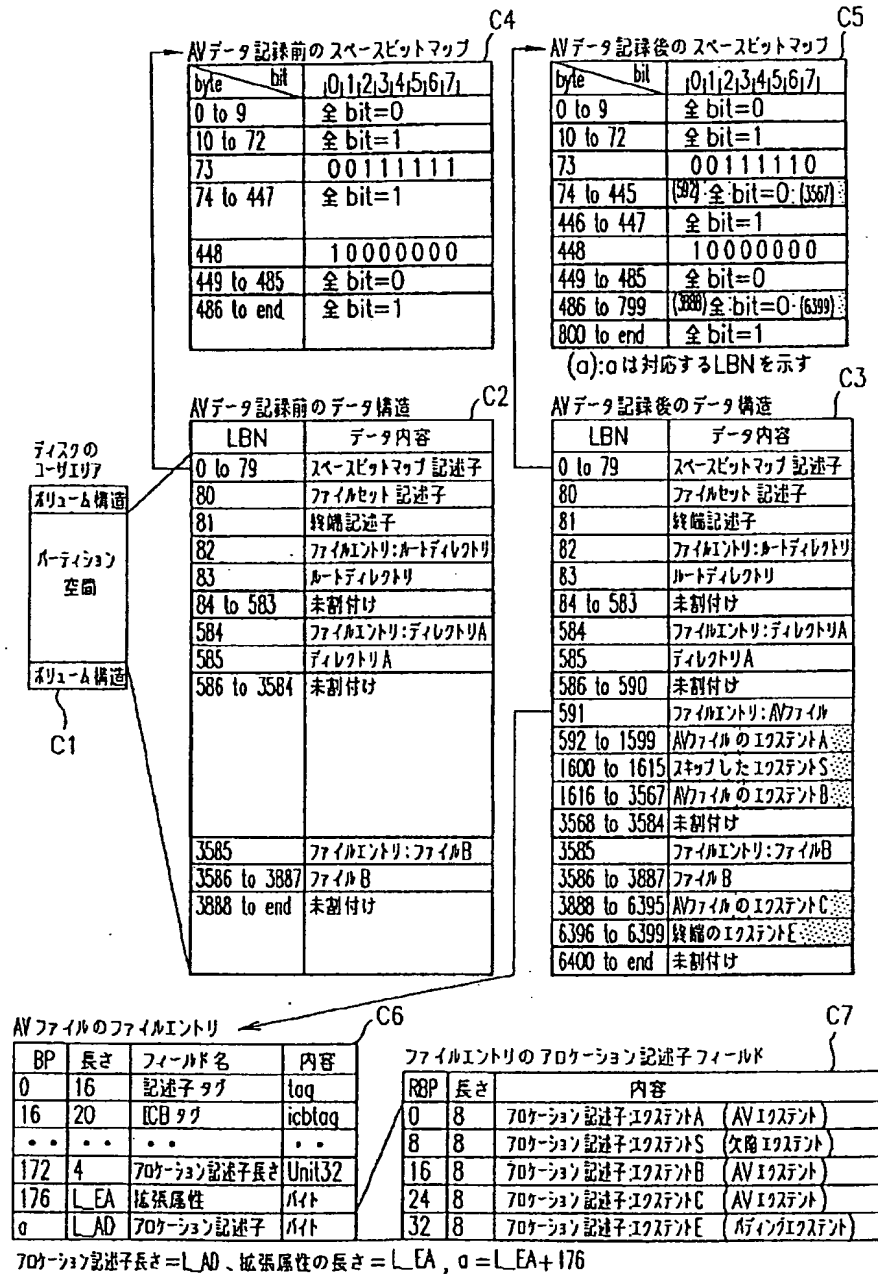 C4
AVデータ記録前のスペースビットマップ
byte bit 0 1 2 3 4 5 6 7
0 to 9 全 bit=0
10 to 72 全 bit=1
73 00111111
74 to 447 全 bit=1
448 10000000
449 to 485 全 bit=0
486 to end 全 bit=1
C5
AVデータ記録後のスペースビットマップ
byte bit 0 1 2 3 4 5 6 7
0 to 9 全 bit=0
10 to 72 全 bit=1
73 00111110
74 to 445 (592) 全 bit=0 (3567)
446 to 447 全 bit=1
448 10000000
449 to 485 全 bit=0
486 to 799 (3888) 全 bit=0 (6399)
800 to end 全 bit=1
(a):aは対応するLBNを示す
ディスクの
ユーザエリア
ボリューム構造
パーティション
空間
ボリューム構造
C1
AVデータ記録前のデータ構造
C2
LBN データ内容
0 to 79 スペースビットマップ記述子
80 ファイルセット記述子
81 終端記述子
82 ファイルエントリ:ルートディレクトリ
83 ルートディレクトリ
84 to 583 未割付け
584 ファイルエントリ:ディレクトリA
585 ディレクトリA
586 to 3584 未割付け
3585 ファイルエントリ:ファイルB
3586 to 3887 ファイルB
3888 to end 未割付け
AVデータ記録後のデータ構造
C3
LBN データ内容
0 to 79 スペースビットマップ記述子
80 ファイルセット記述子
81 終端記述子
82 ファイルエントリ:ルートディレクトリ
83 ルートディレクトリ
84 to 583 未割付け
584 ファイルエントリ:ディレクトリA
585 ディレクトリA
586 to 590 未割付け
591 ファイルエントリ:AVファイル
592 to 1599 AVファイルのエクステントA
1600 to 1615 スキップしたエクステントS
1616 to 3567 AVファイルのエクステントB
3568 to 3584 未割付け
3585 ファイルエントリ:ファイルB
3586 to 3887 ファイルB
3888 to 6395 AVファイルのエクステントC
6396 to 6399 終端のエクステントE
6400 to end 未割付け
AVファイルのファイルエントリ
C6
BP 長さ フィールド名 内容
0 16 記述子タグ tag
16 20 ICBタグ icbtag
・・ ・・ ・・ ・・
172 4 アロケーション記述子長さ Unit32
176 L_EA 拡張属性 バイト
a L_AD アロケーション記述子 バイト
アロケーション記述子長さ=L_AD、拡張属性の長さ=L_EA, a=L_EA+176
ファイルエントリのアロケーション記述子フィールド
C7
RBP 長さ 内容
0 8 アロケーション記述子:エクステントA (AVエクステント)
8 8 アロケーション記述子:エクステントS (欠陥エクステント)
16 8 アロケーション記述子:エクステントB (AVエクステント)
24 8 アロケーション記述子:エクステントC (AVエクステント)
32 8 アロケーション記述子:エクステントE (パディングエクステント)